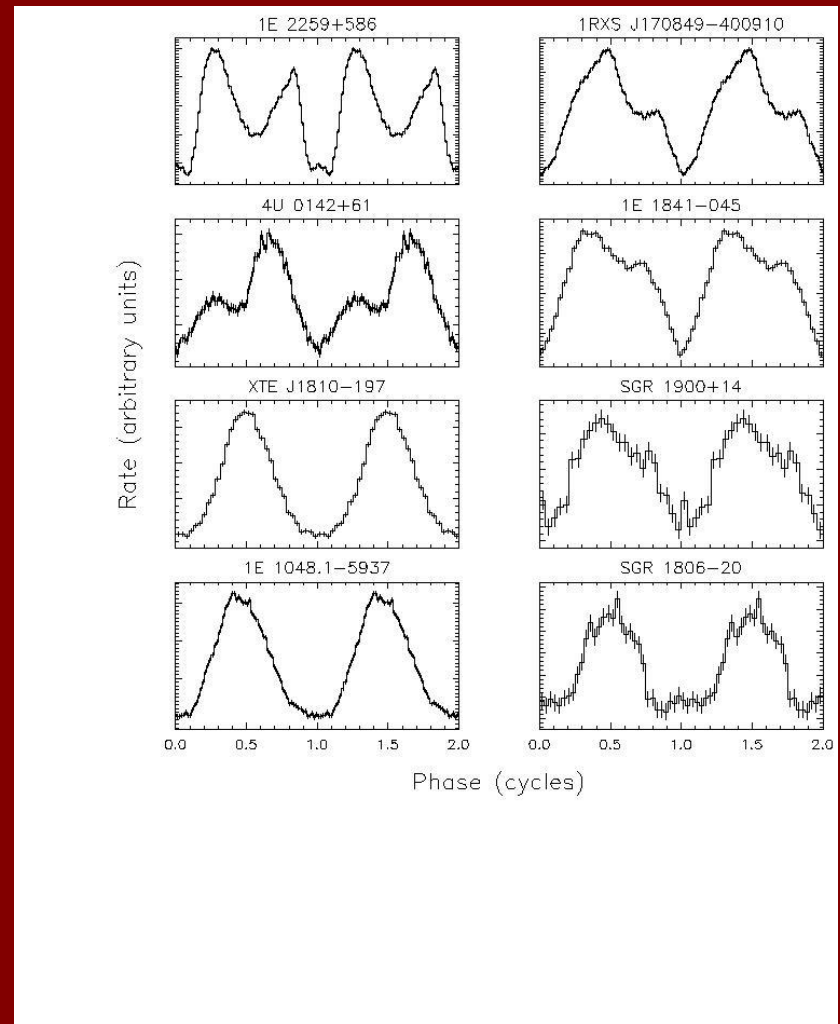 1E 2259+586
1RXS J170849-400910
4U 0142+61
1E 1841-045
XTE J1810-197
SGR 1900+14
1E 1048.1-5937
SGR 1806-20
Rate (arbitrary units)
0.0 0.5 1.0 1.5 2.0
0.0 0.5 1.0 1.5 2.0
Phase (cycles)